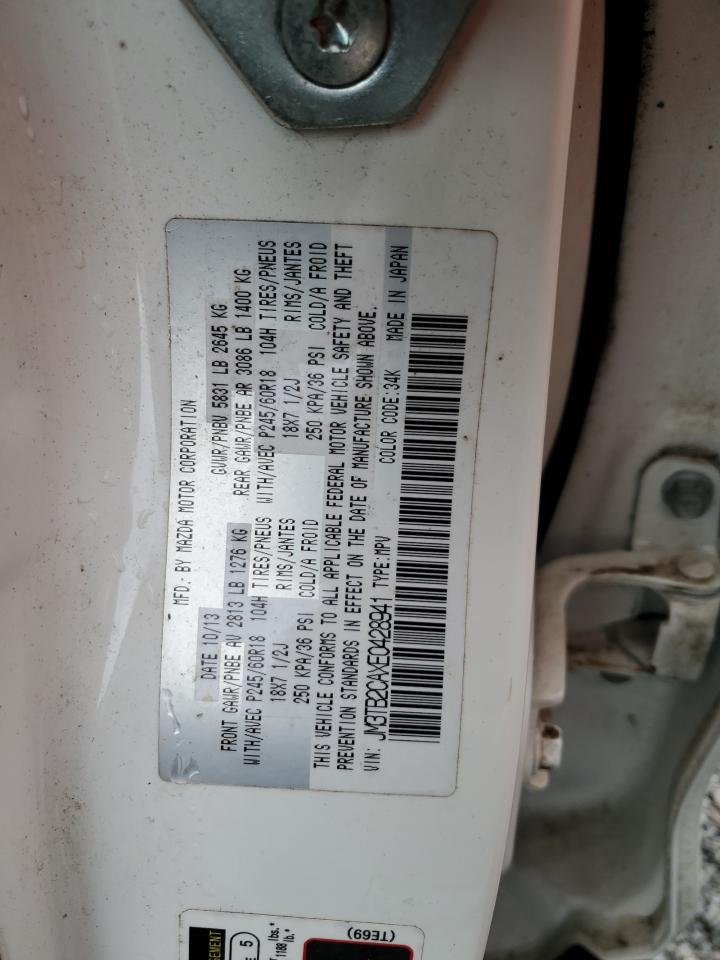 MFD. BY MAZDA MOTOR CORPORATION
DATE 10/13 GVWR/PNBV 5831 LB 2645 KG
FRONT GAWR/PNBE AV 2813 LB 1276 KG REAR GAWR/PNBE AR 3086 LB 1400 KG
WITH/AVEC P245/60R18 104H TIRES/PNEUS WITH/AVEC P245/60R18 104H TIRES/PNEUS
18X7 1/2J RIMS/JANTES 18X7 1/2J RIMS/JANTES
250 KPA/36 PSI COLD/A FROID 250 KPA/36 PSI COLD/A FROID
THIS VEHICLE CONFORMS TO ALL APPLICABLE FEDERAL MOTOR VEHICLE SAFETY AND THEFT
PREVENTION STANDARDS IN EFFECT ON THE DATE OF MANUFACTURE SHOWN ABOVE.
VIN: JM3TB2CAXE0428941 TYPE:MPV COLOR CODE:34K MADE IN JAPAN
5
lbs.*
1188 lb.*
(TE69)